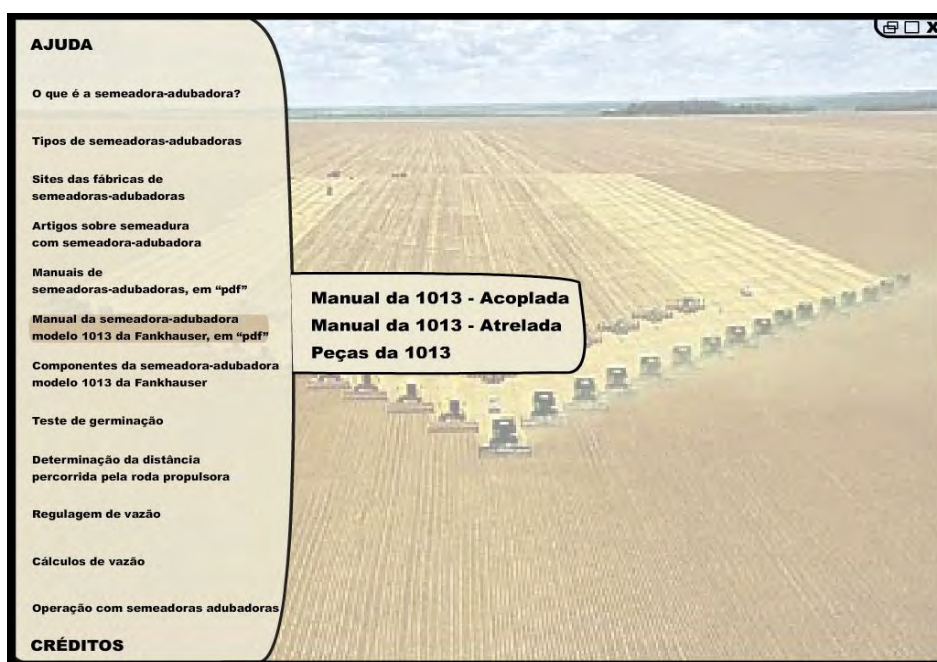 AJUDA
O que é a semeadora-adubadora?
Tipos de semeadoras-adubadoras
Sites das fábricas de
semeadoras-adubadoras
Artigos sobre semeadura
com semeadora-adubadora
Manuais de
semeadoras-adubadoras, em “pdf”
Manual da semeadora-adubadora
modelo 1013 da Fankhauser, em “pdf”
Componentes da semeadora-adubadora
modelo 1013 da Fankhauser
Teste de germinação
Determinação da distância
percorrida pela roda propulsora
Regulagem de vazão
Cálculos de vazão
Operação com semeadoras adubadoras
CRÉDITOS
Manual da 1013 - Acoplada
Manual da 1013 - Atrelada
Peças da 1013